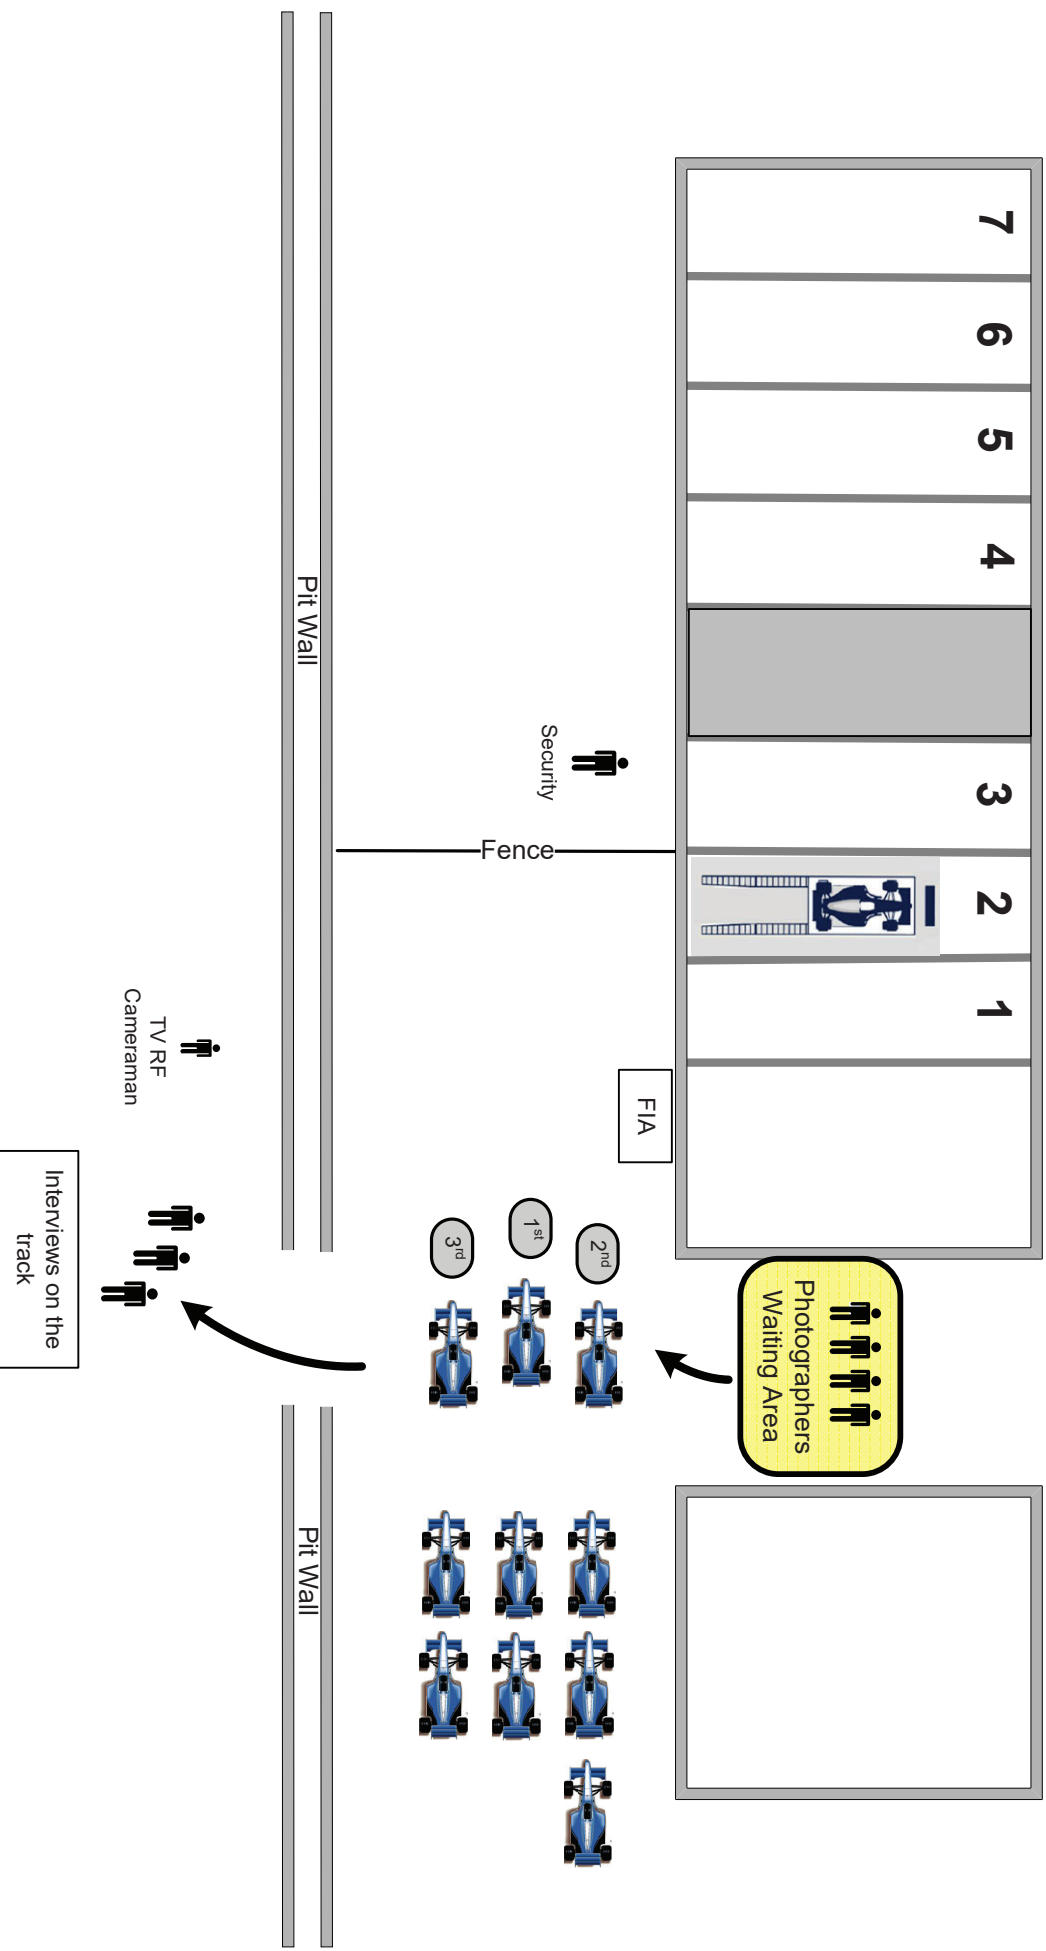 7
6
5
4
3
2
1
Security
Fence
Pit Wall
FIA
TV RF
Cameraman
2nd
1st
3rd
Photographers
Waiting Area
Interviews on the
track
Pit Wall